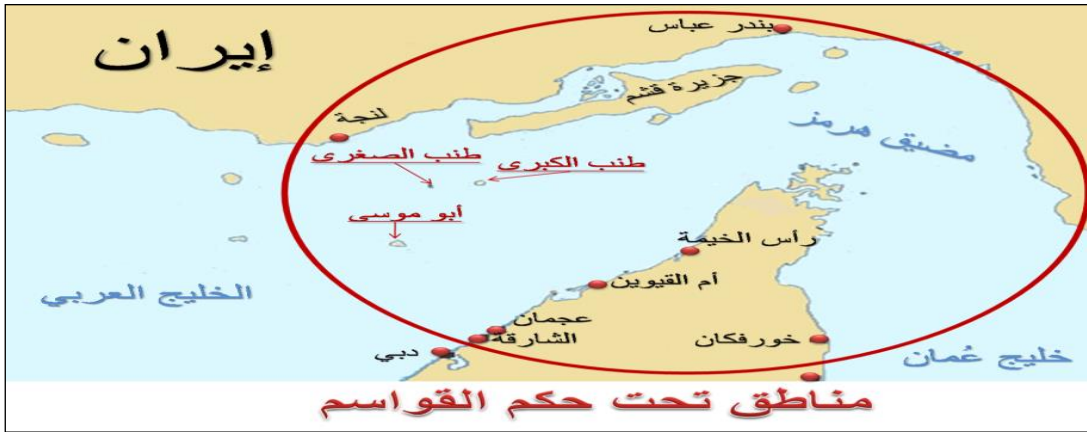 إيران
بندر عباس
جزيرة قشم
لنجة
مضيق هرمز
طنب الصغرى
طنب الكبرى
أبو موسى
رأس الخيمة
أم القيوين
الخليج العربي
عجمان
الشارقة
خورفكان
دبي
خليج عُمان
مناطق تحت حكم القواسم